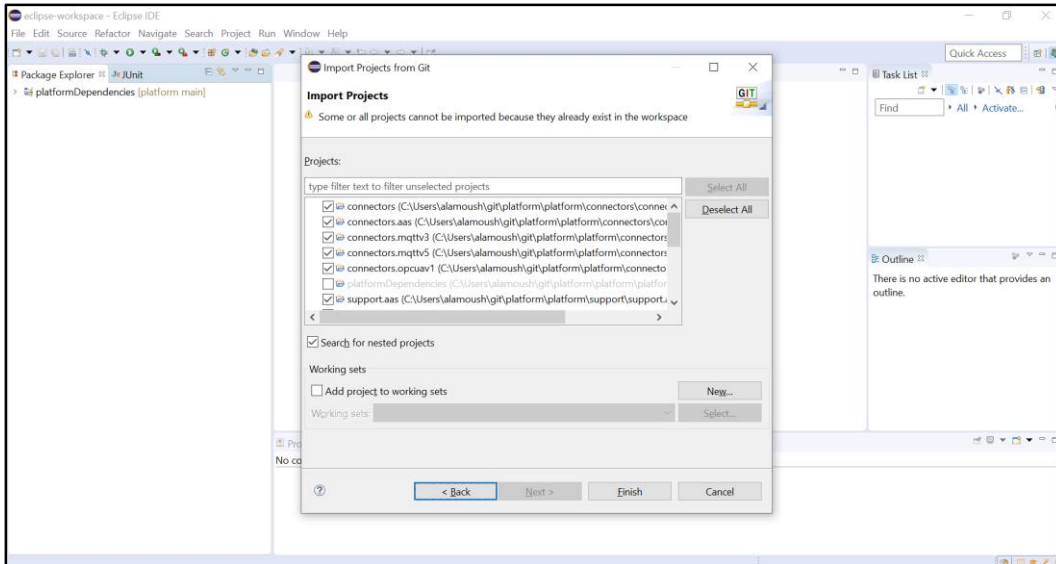 eclipse-workspace - Eclipse IDE
File Edit Source Refactor Navigate Search Project Run Window Help
Quick Access
Package Explorer JUnit
platformDependencies [platform main]
Import Projects from Git
Import Projects
GIT
Some or all projects cannot be imported because they already exist in the workspace
Projects:
type filter text to filter unselected projects
Select All
Deselect All
connectors (C:\Users\alamoush\git\platform\platform\connectors\connec
connectors.aas (C:\Users\alamoush\git\platform\platform\connectors\co
connectors.mqttv3 (C:\Users\alamoush\git\platform\platform\connectors
connectors.mqttv5 (C:\Users\alamoush\git\platform\platform\connectors
connectors.opcuav1 (C:\Users\alamoush\git\platform\platform\connecto
platformDependencies (C:\Users\alamoush\git\platform\platform\platfor
support.aas (C:\Users\alamoush\git\platform\platform\support\support.
Search for nested projects
Working sets
Add project to working sets
New...
Working sets:
Select...
< Back Next > Finish Cancel
Task List
Find All Activate...
Outline
There is no active editor that provides an
outline.
Pro
No co